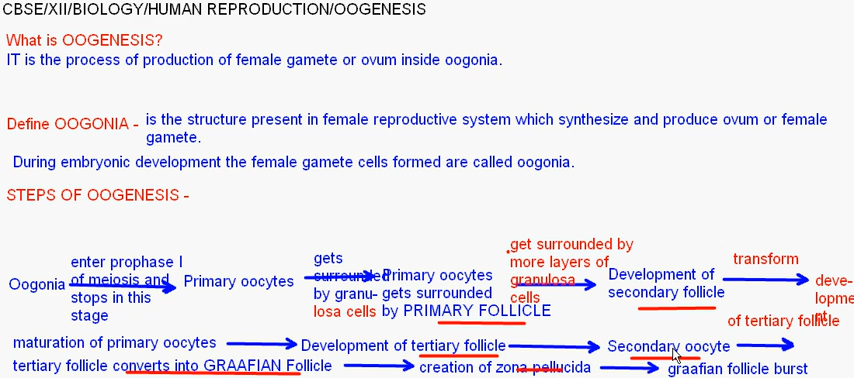 CBSE/XII/BIOLOGY/HUMAN REPRODUCTION/OOGENESIS
What is OOGENESIS?
IT is the process of production of female gamete or ovum inside oogonia.
Define OOGONIA - is the structure present in female reproductive system which synthesize and produce ovum or female
gamete.
During embryonic development the female gamete cells formed are called oogonia.
STEPS OF OOGENESIS -
Oogonia
enter prophase I
of meiosis and
stops in this
stage
Primary oocytes
gets
surrounded
by granu-
losa cells
Primary oocytes
gets surrounded
by PRIMARY FOLLICLE
get surrounded by
more layers of
granulosa
cells
Development of
secondary follicle
transform
deve-
lopme
nt
of tertiary follicle
maturation of primary oocytes
Development of tertiary follicle
Secondary oocyte
tertiary follicle converts into GRAAFIAN Follicle
creation of zona pellucida
graafian follicle burst